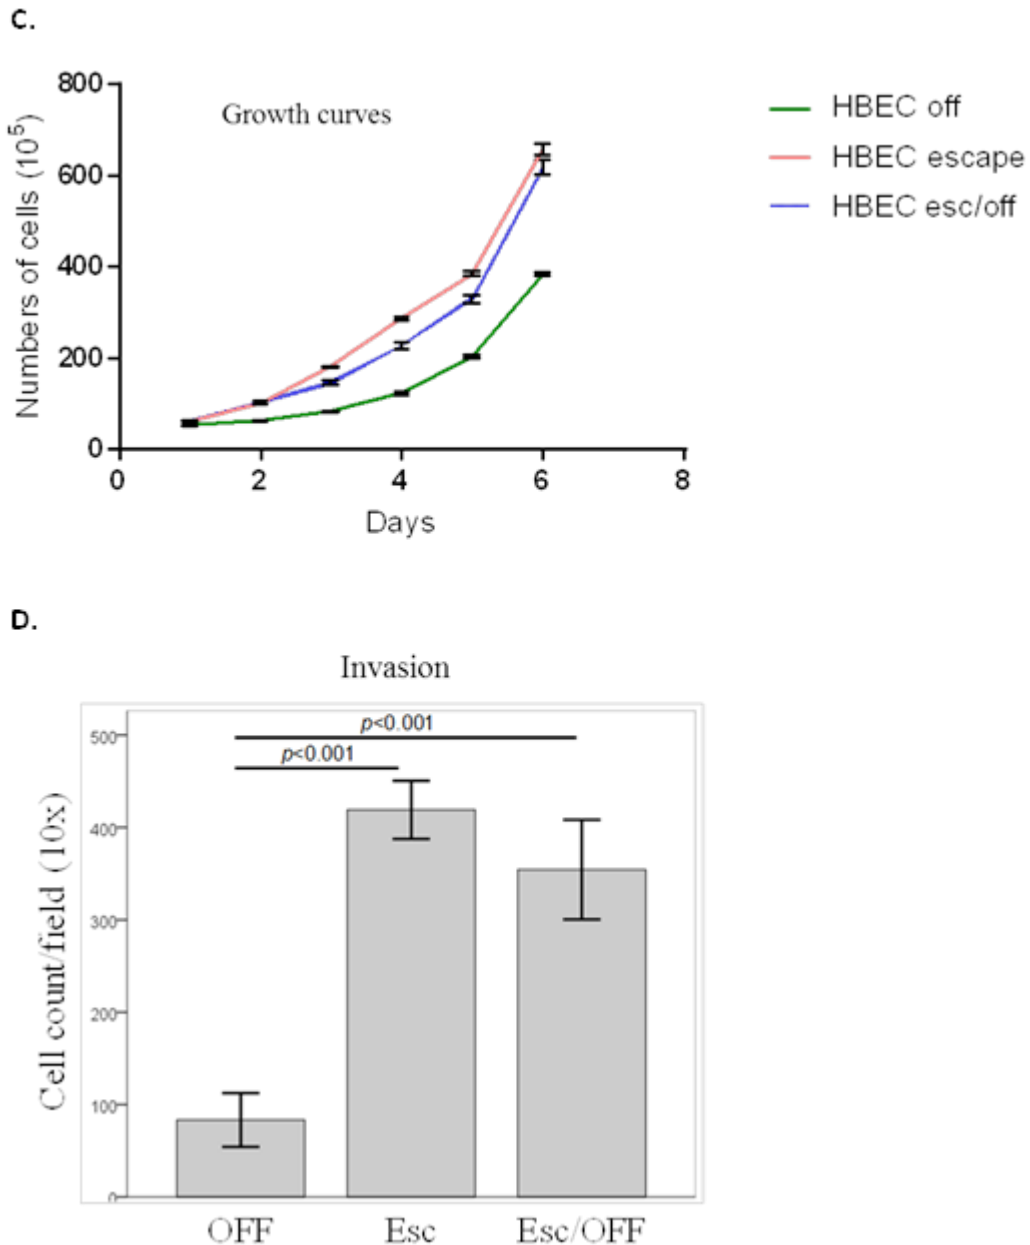 C.
Growth curves
Numbers of cells (10⁵)
800
600
400
200
0
0 2 4 6 8
Days
HBEC off
HBEC escape
HBEC esc/off
D.
Invasion
Cell count/field (10x)
500
400
300
200
100
0
p<0.001
p<0.001
OFF Esc Esc/OFF